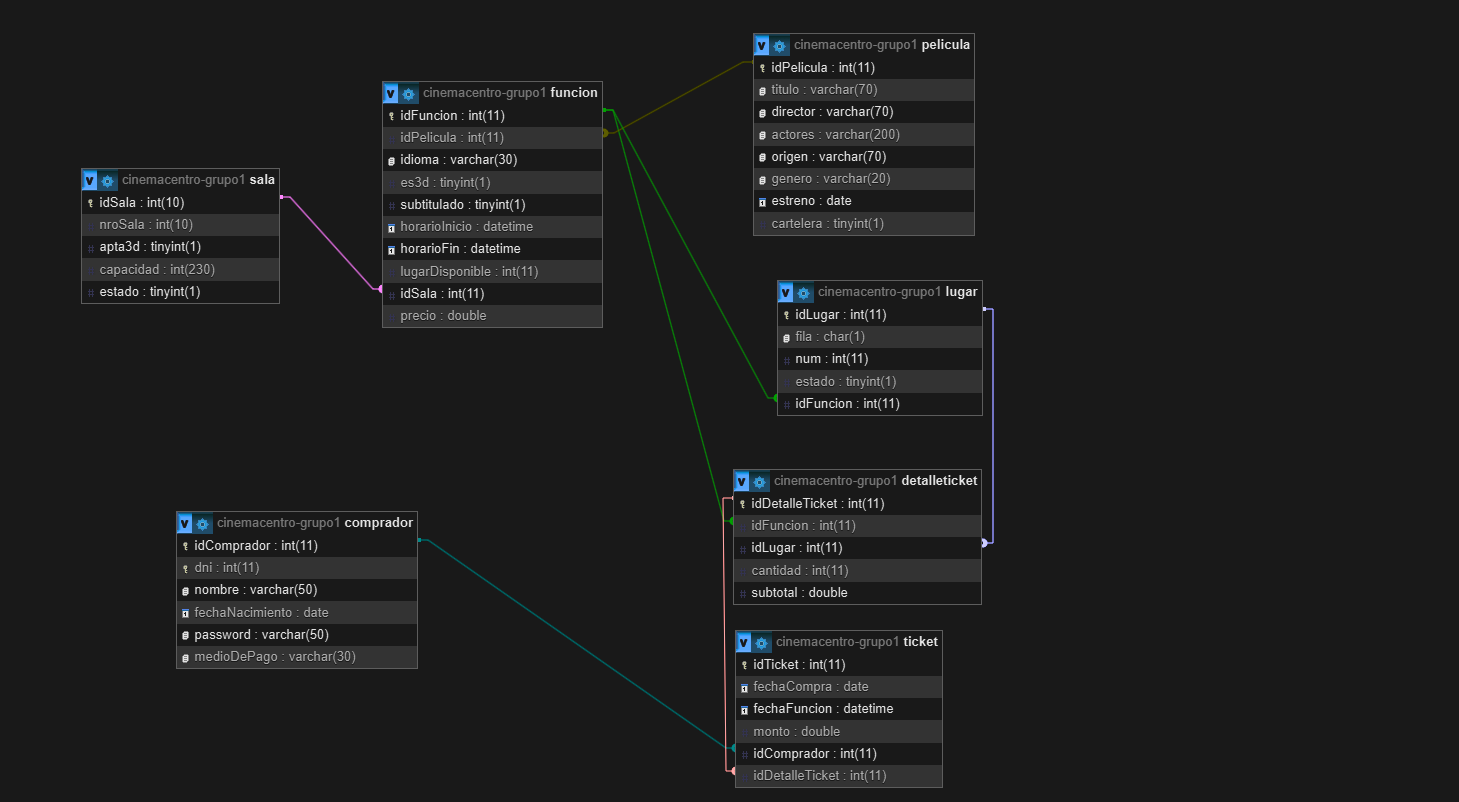 cinemacentro-grupo1 pelicula
idPelicula : int(11)
titulo : varchar(70)
director : varchar(70)
actores : varchar(200)
origen : varchar(70)
genero : varchar(20)
estreno : date
cartelera : tinyint(1)
cinemacentro-grupo1 funcion
idFuncion : int(11)
idPelicula : int(11)
idioma : varchar(30)
es3d : tinyint(1)
subtitulado : tinyint(1)
horarioInicio : datetime
horarioFin : datetime
lugarDisponible : int(11)
idSala : int(11)
precio : double
cinemacentro-grupo1 sala
idSala : int(10)
nroSala : int(10)
apta3d : tinyint(1)
capacidad : int(230)
estado : tinyint(1)
cinemacentro-grupo1 lugar
idLugar : int(11)
fila : char(1)
num : int(11)
estado : tinyint(1)
idFuncion : int(11)
cinemacentro-grupo1 detalleticket
idDetalleTicket : int(11)
idFuncion : int(11)
idLugar : int(11)
cantidad : int(11)
subtotal : double
cinemacentro-grupo1 comprador
idComprador : int(11)
dni : int(11)
nombre : varchar(50)
fechaNacimiento : date
password : varchar(50)
medioDePago : varchar(30)
cinemacentro-grupo1 ticket
idTicket : int(11)
fechaCompra : date
fechaFuncion : datetime
monto : double
idComprador : int(11)
idDetalleTicket : int(11)